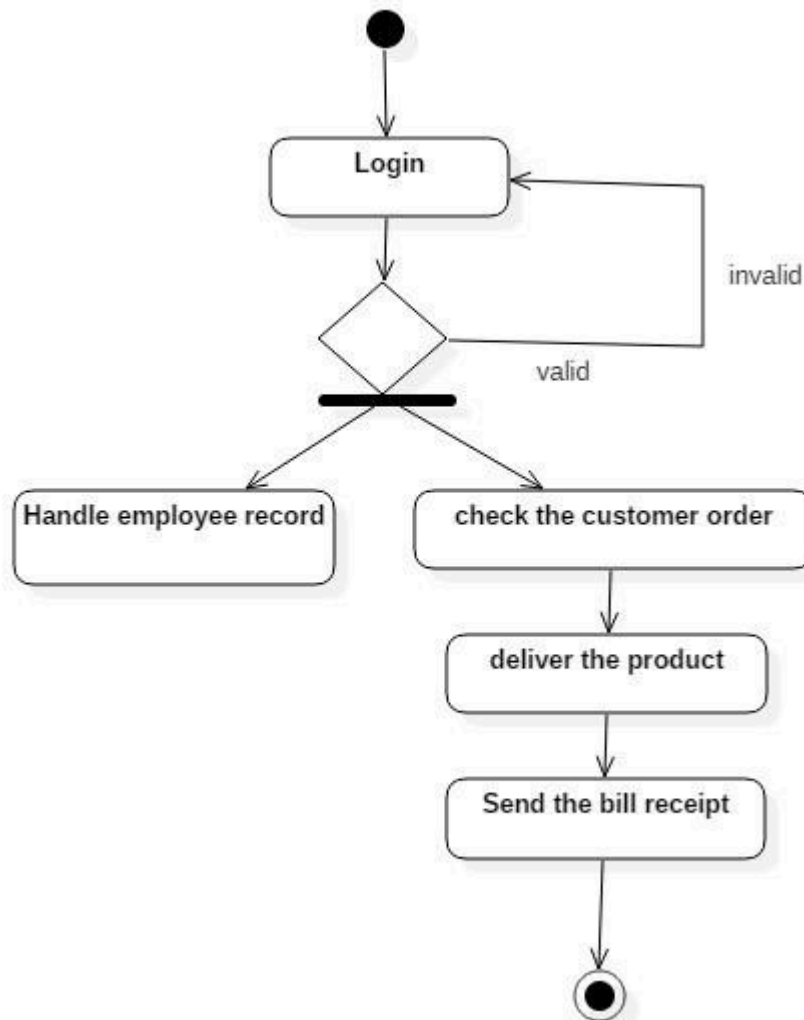 Login
invalid
valid
Handle employee record
check the customer order
deliver the product
Send the bill receipt